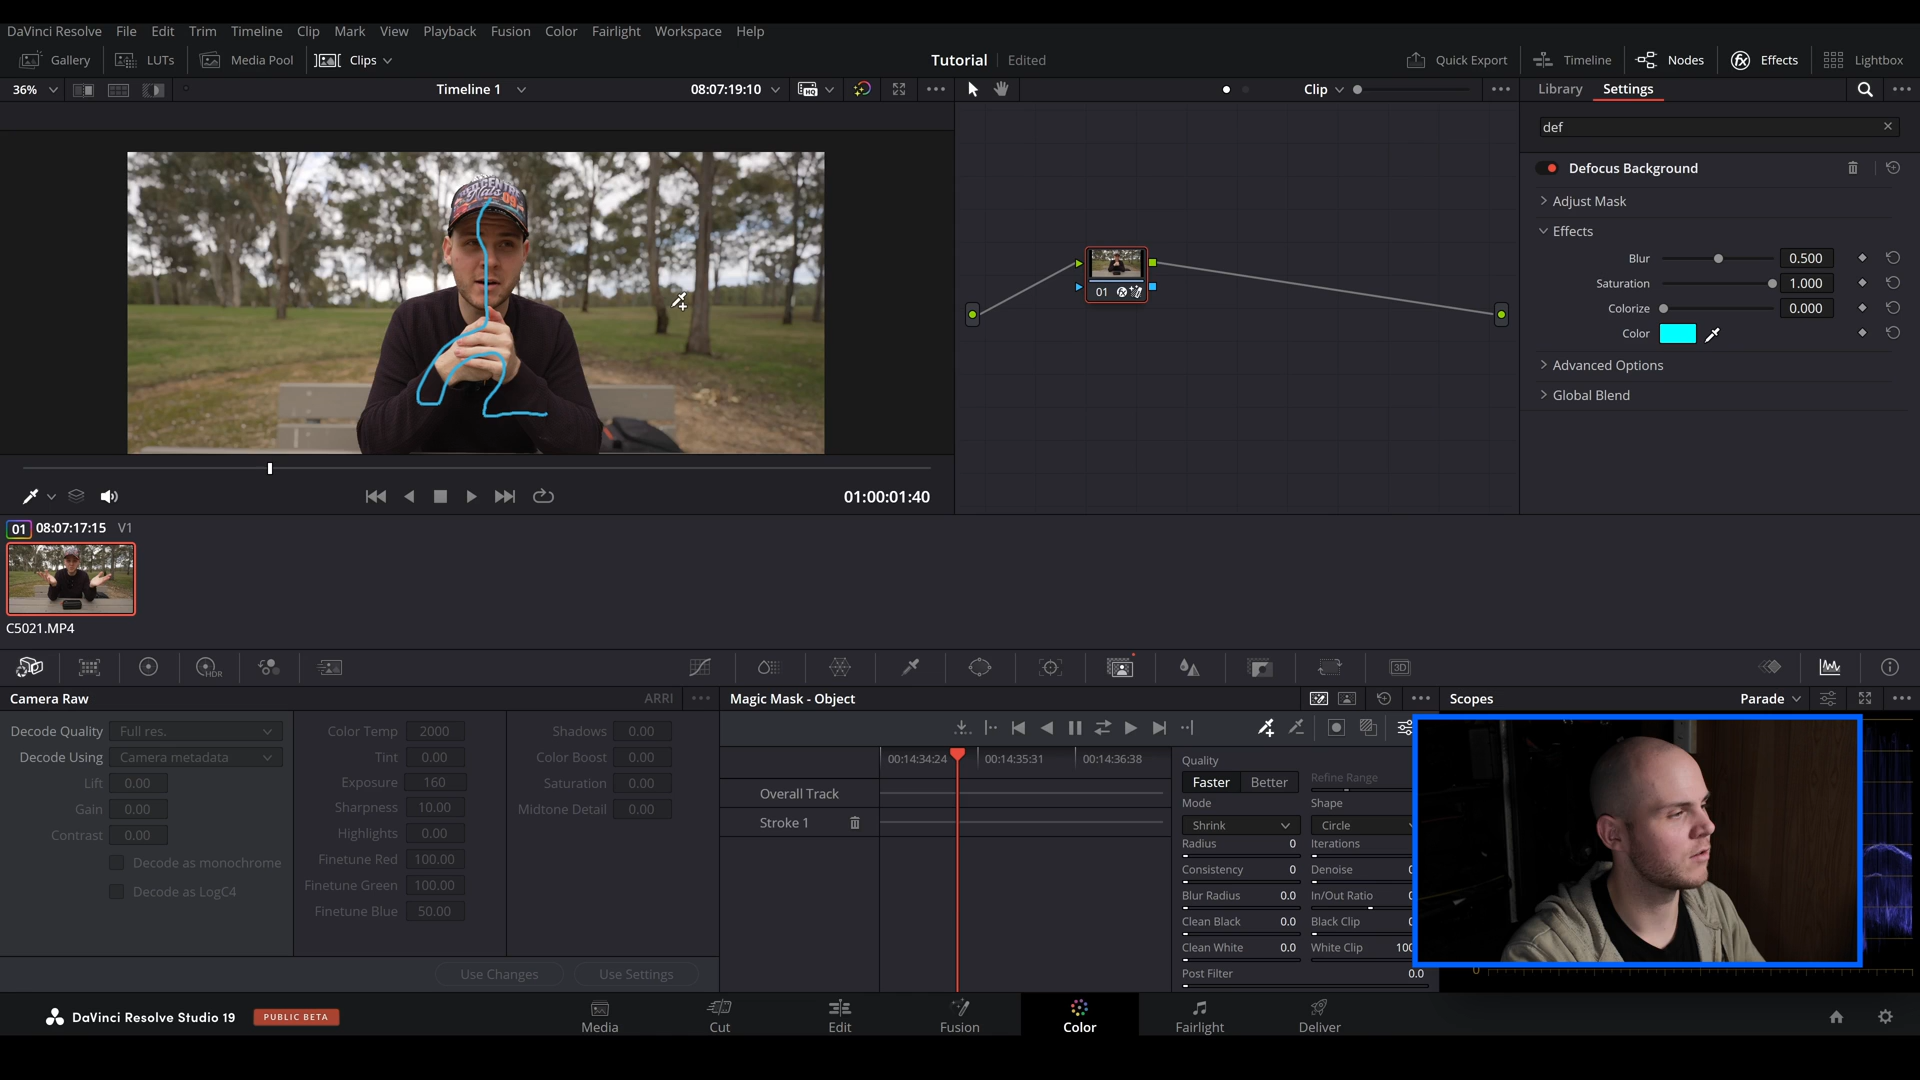 DaVinci Resolve File Edit Trim Timeline Clip Mark View Playback Fusion Color Fairlight Workspace Help
Gallery LUTs Media Pool Clips Tutorial Edited Quick Export Timeline Nodes Effects Lightbox
36% Timeline 1 08:07:19:10 Clip Library Settings
def
Defocus Background
Adjust Mask
Effects
Blur 0.500
Saturation 1.000
Colorize 0.000
Color
Advanced Options
Global Blend
09
01
01:00:01:40
01 08:07:17:15 V1
C5021.MP4
HDR
3D
Camera Raw ARRI
Decode Quality Full res.
Decode Using Camera metadata
Lift 0.00
Gain 0.00
Contrast 0.00
Decode as monochrome
Decode as LogC4
Color Temp 2000
Tint 0.00
Exposure 160
Sharpness 10.00
Highlights 0.00
Finetune Red 100.00
Finetune Green 100.00
Finetune Blue 50.00
Shadows 0.00
Color Boost 0.00
Saturation 0.00
Midtone Detail 0.00
Use Changes Use Settings
Magic Mask - Object
00:14:34:24 00:14:35:31 00:14:36:38
Overall Track
Stroke 1
Quality
Faster Better Refine Range
Mode Shape
Shrink Circle
Radius 0 Iterations
Consistency 0 Denoise
Blur Radius 0.0 In/Out Ratio
Clean Black 0.0 Black Clip
Clean White 0.0 White Clip 100
Post Filter 0.0
Scopes Parade
0
DaVinci Resolve Studio 19 PUBLIC BETA
Media Cut Edit Fusion Color Fairlight Deliver